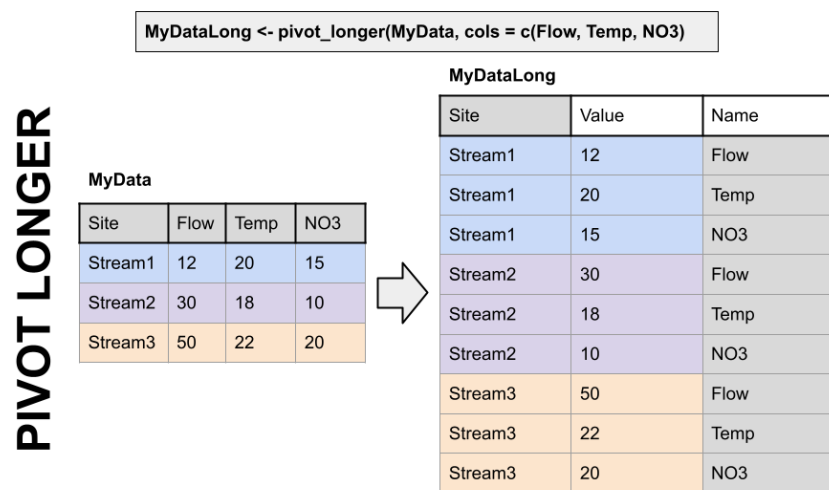 MyDataLong <- pivot_longer(MyData, cols = c(Flow, Temp, NO3)
PIVOT LONGER
MyData
Site Flow Temp NO3
Stream1 12 20 15
Stream2 30 18 10
Stream3 50 22 20
MyDataLong
Site Value Name
Stream1 12 Flow
Stream1 20 Temp
Stream1 15 NO3
Stream2 30 Flow
Stream2 18 Temp
Stream2 10 NO3
Stream3 50 Flow
Stream3 22 Temp
Stream3 20 NO3